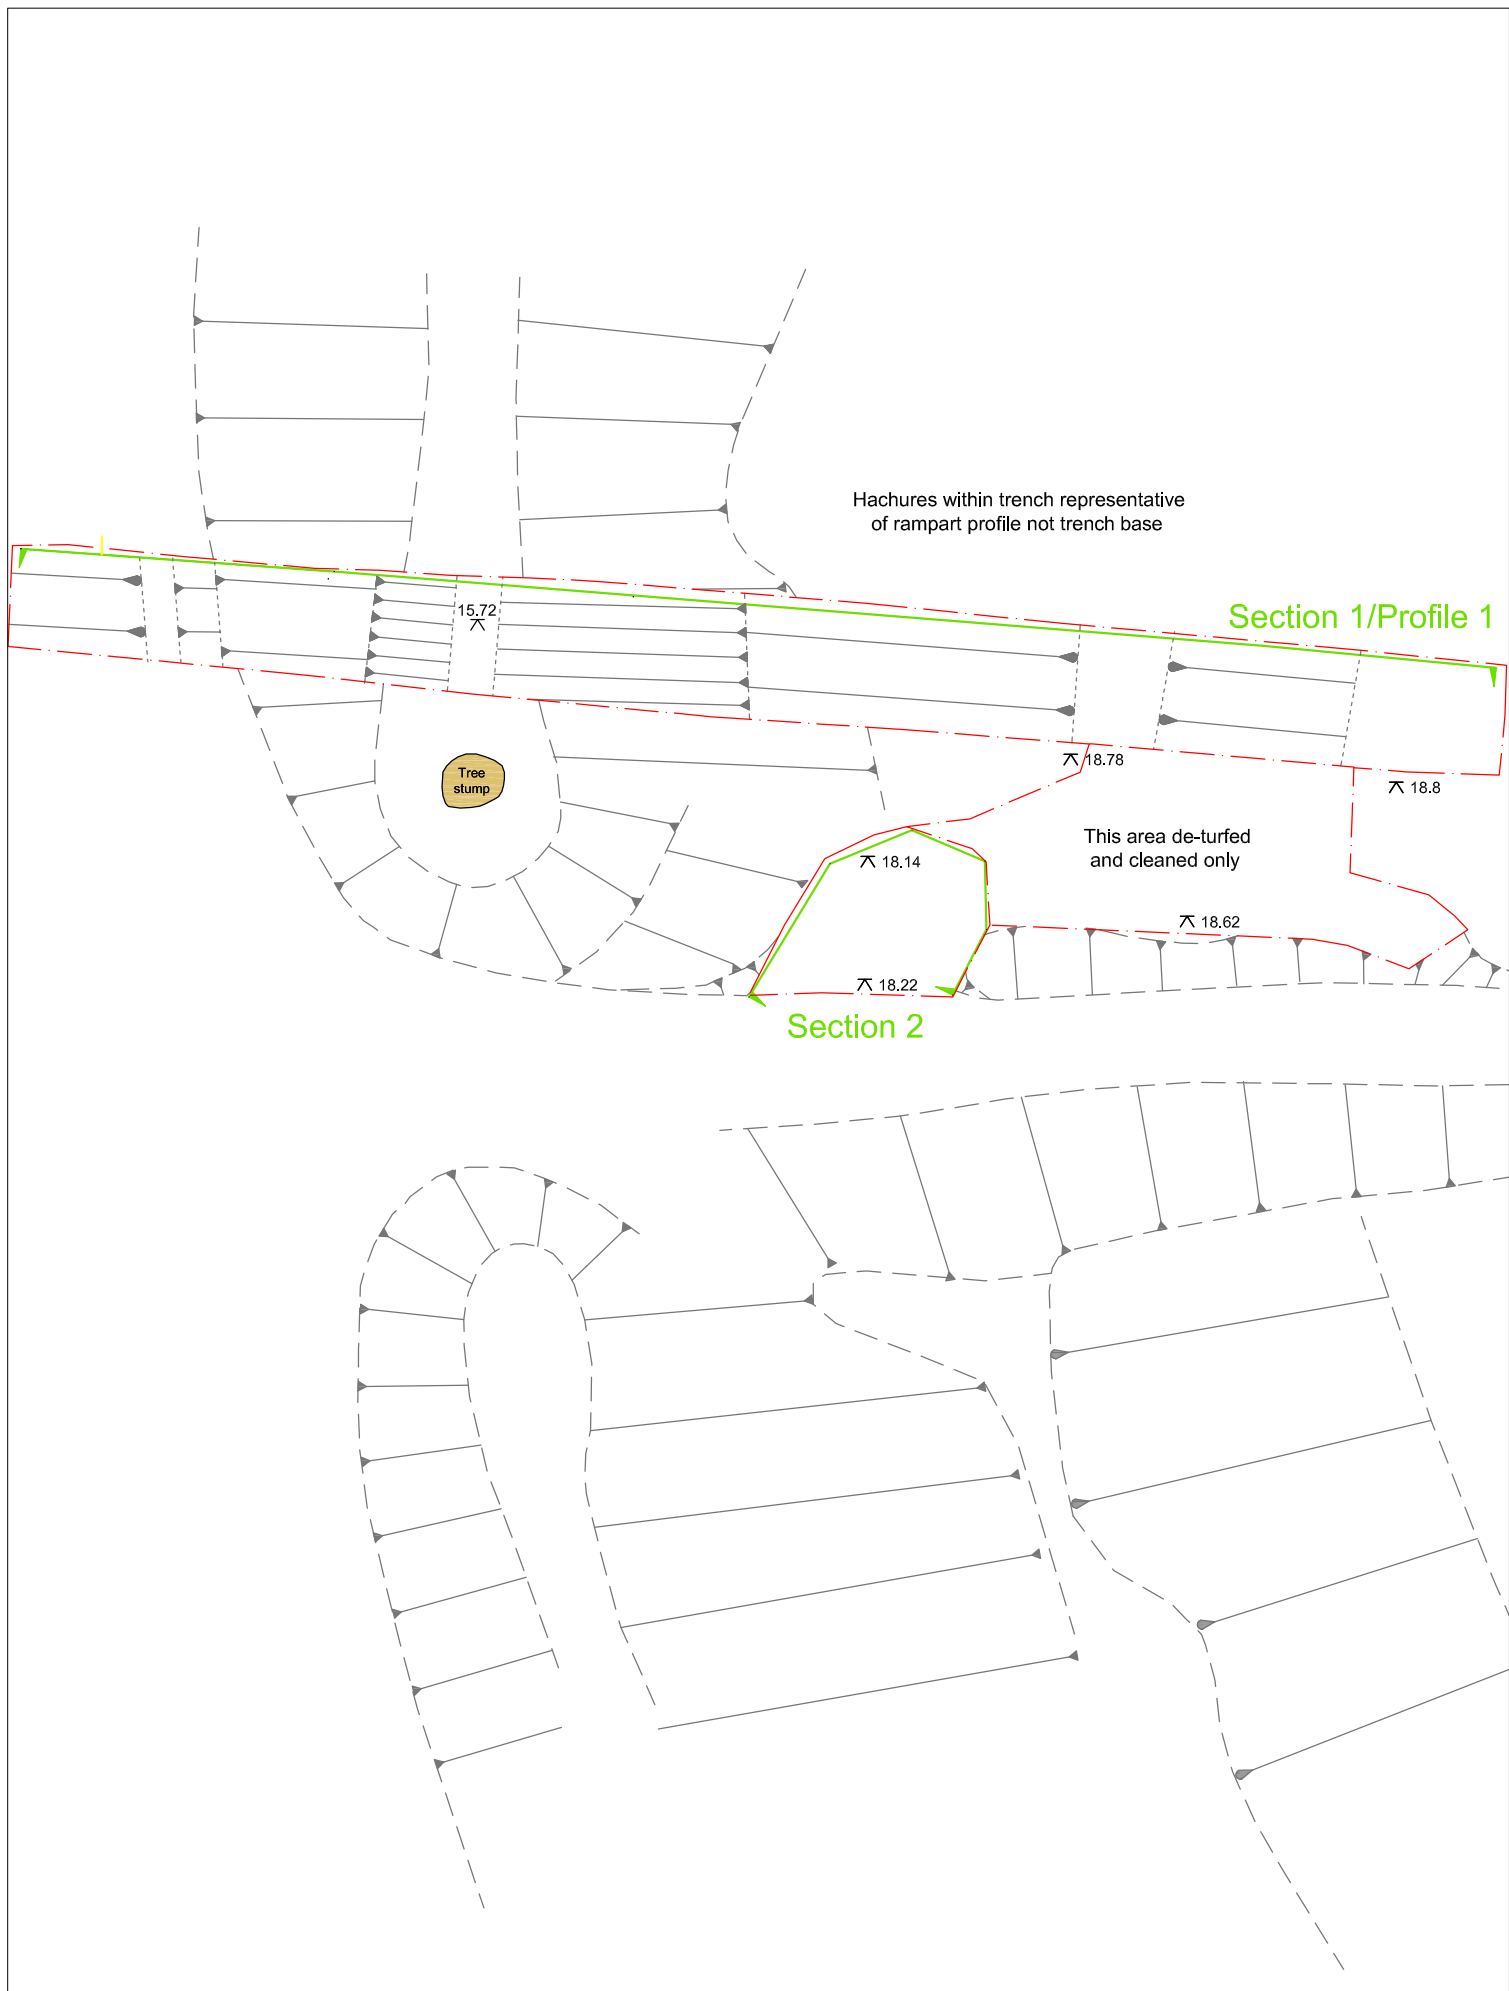 Hachures within trench representative
of rampart profile not trench base
15.72
Section 1/Profile 1
18.78
Tree
stump
18.8
This area de-turfed
and cleaned only
18.14
18.62
18.22
Section 2